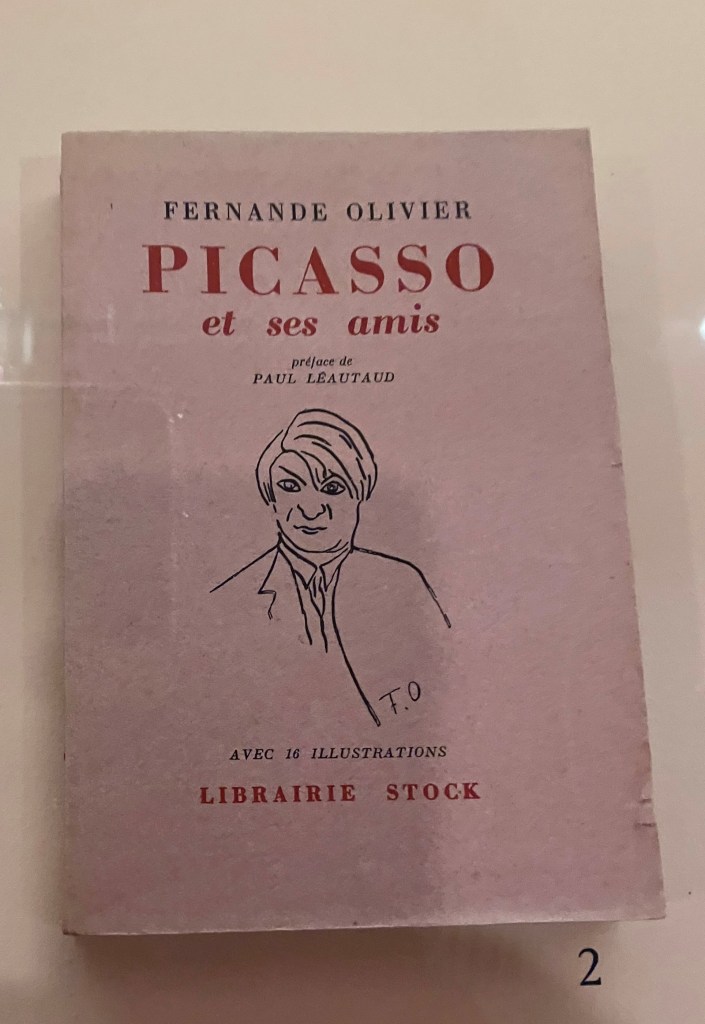 FERNANDE OLIVIER
PICASSO
et ses amis
préface de
PAUL LÉAUTAUD
F.O
AVEC 16 ILLUSTRATIONS
LIBRAIRIE STOCK
2